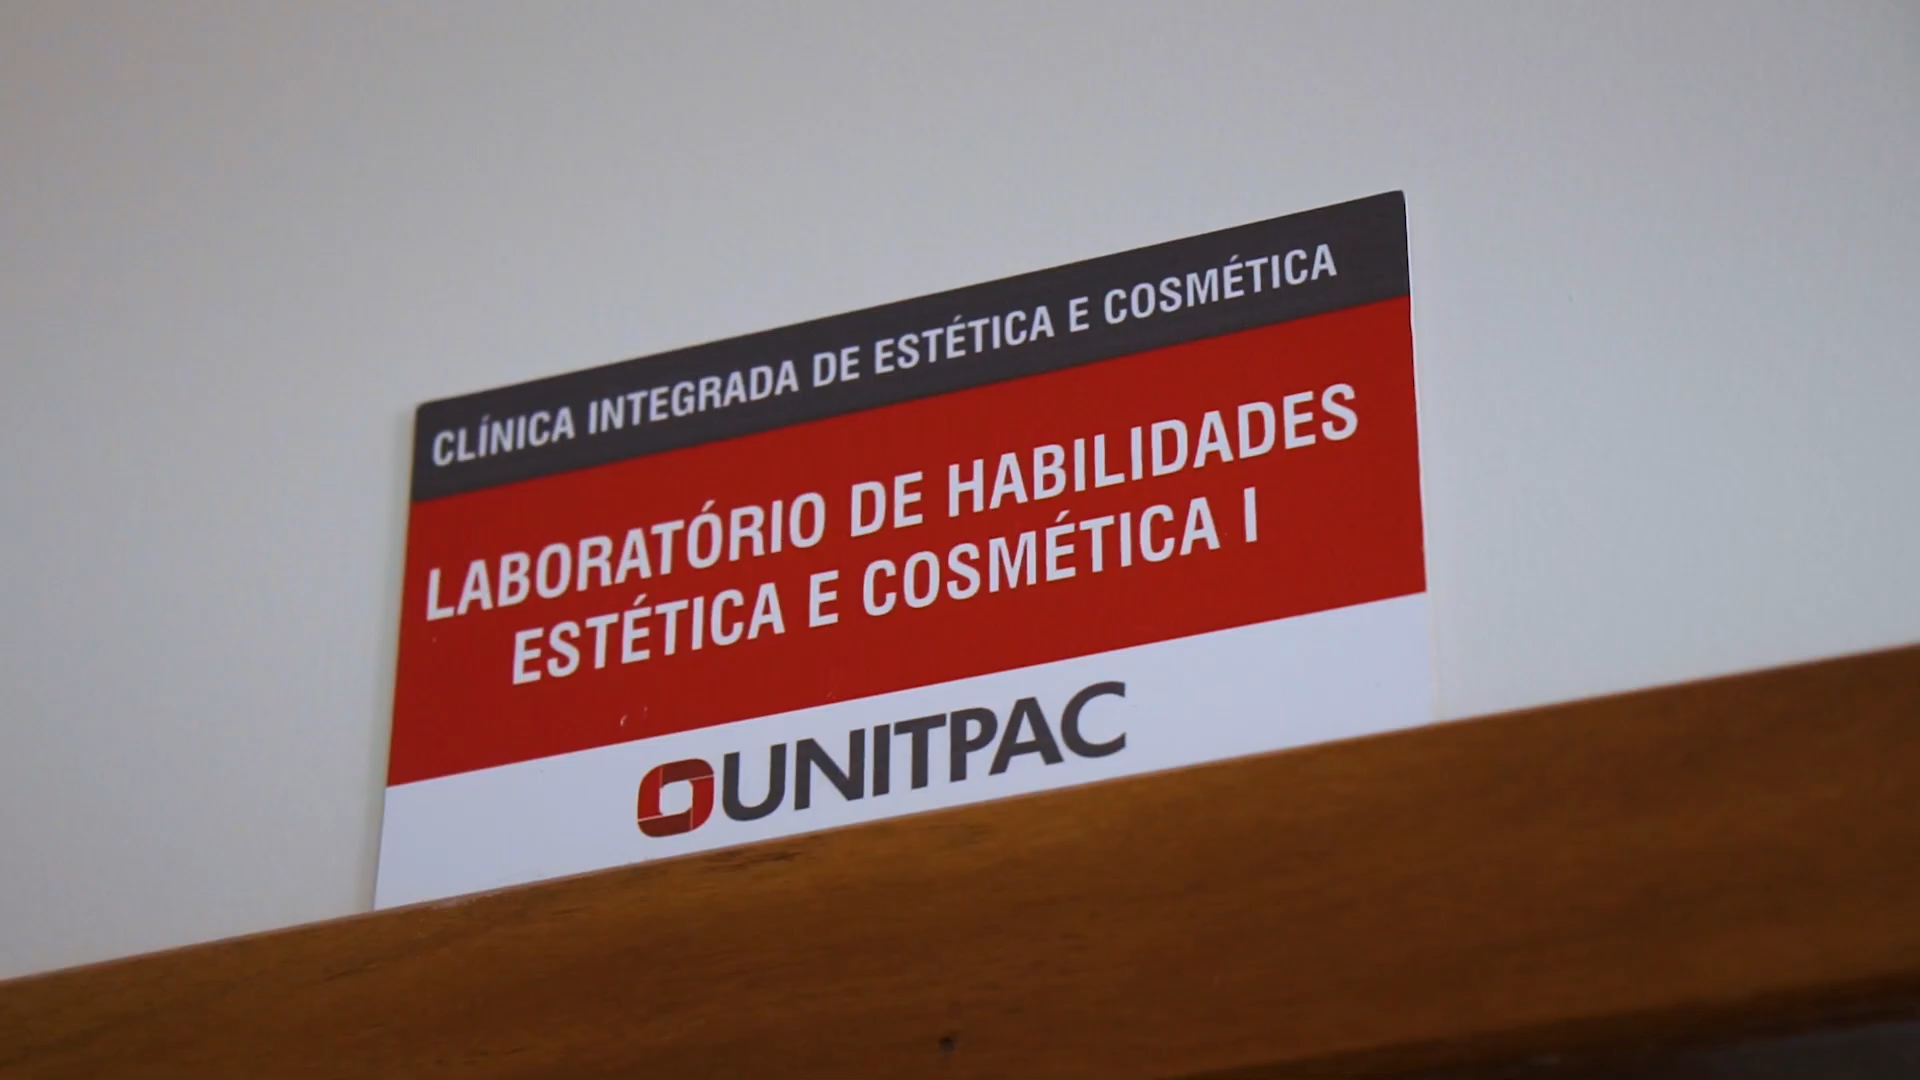 CLÍNICA INTEGRADA DE ESTÉTICA E COSMÉTICA
LABORATÓRIO DE HABILIDADES
ESTÉTICA E COSMÉTICA I
UNITPAC